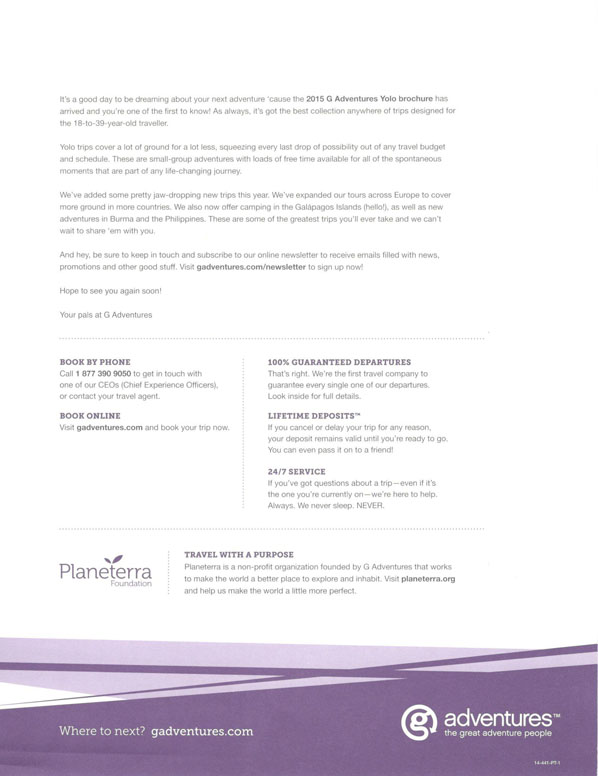 It's a good day to be dreaming about your next adventure 'cause the 2015 G Adventures Yolo brochure has
arrived and you're one of the first to know! As always, it's got the best collection anywhere of trips designed for
the 18-to-39-year-old traveller.
Yolo trips cover a lot of ground for a lot less, squeezing every last drop of possibility out of any travel budget
and schedule. These are small-group adventures with loads of free time available for all of the spontaneous
moments that are part of any life-changing journey.
We've added some pretty jaw-dropping new trips this year. We've expanded our tours across Europe to cover
more ground in more countries. We also now offer camping in the Galápagos Islands (hello!), as well as new
adventures in Burma and the Philippines. These are some of the greatest trips you'll ever take and we can't
wait to share 'em with you.
And hey, be sure to keep in touch and subscribe to our online newsletter to receive emails filled with news,
promotions and other good stuff. Visit gadventures.com/newsletter to sign up now!
Hope to see you again soon!
Your pals at G Adventures
BOOK BY PHONE
Call 1 877 390 9050 to get in touch with
one of our CEOs (Chief Experience Officers),
or contact your travel agent.
BOOK ONLINE
Visit gadventures.com and book your trip now.
100% GUARANTEED DEPARTURES
That's right. We're the first travel company to
guarantee every single one of our departures.
Look inside for full details.
LIFETIME DEPOSITS™
If you cancel or delay your trip for any reason,
your deposit remains valid until you're ready to go.
You can even pass it on to a friend!
24/7 SERVICE
If you've got questions about a trip—even if it's
the one you're currently on—we're here to help.
Always. We never sleep. NEVER.
Planeterra
Foundation
TRAVEL WITH A PURPOSE
Planeterra is a non-profit organization founded by G Adventures that works
to make the world a better place to explore and inhabit. Visit planeterra.org
and help us make the world a little more perfect.
Where to next? gadventures.com
g adventures™
the great adventure people
14-441-PT-1